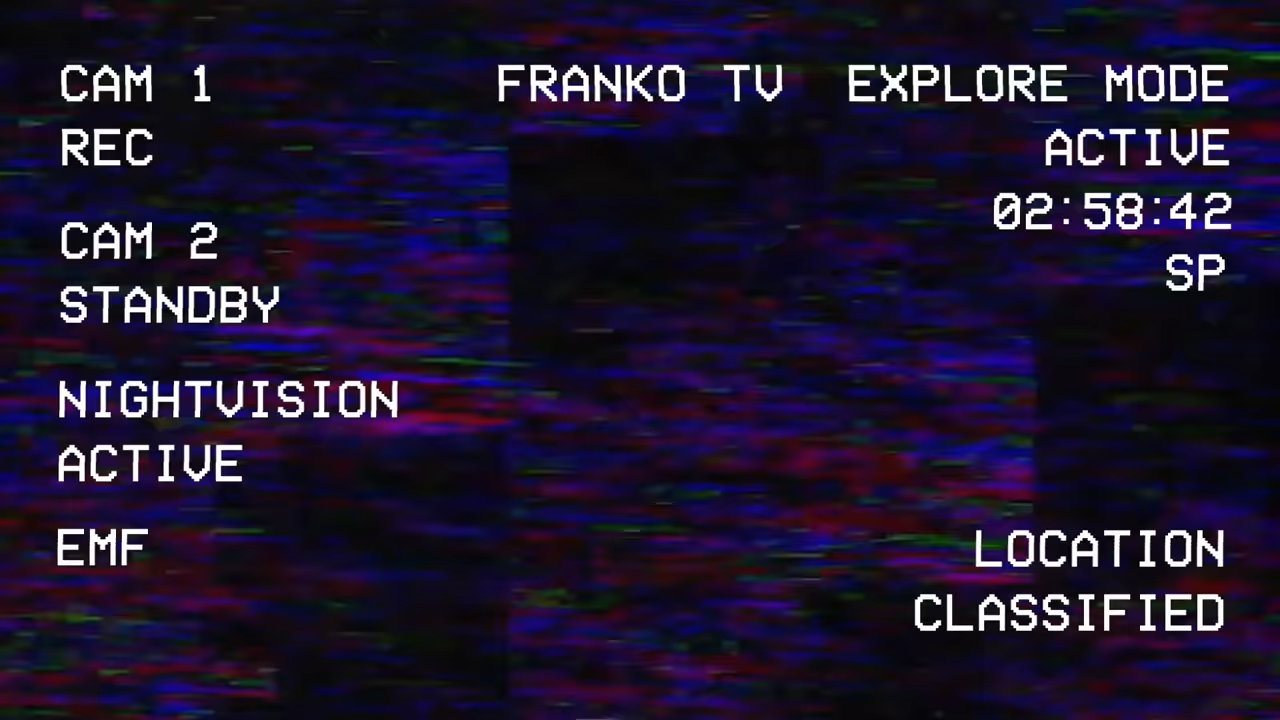 CAM 1
REC
CAM 2
STANDBY
NIGHTVISION
ACTIVE
EMF
FRANKO TV
EXPLORE MODE
ACTIVE
02:58:42
SP
LOCATION
CLASSIFIED